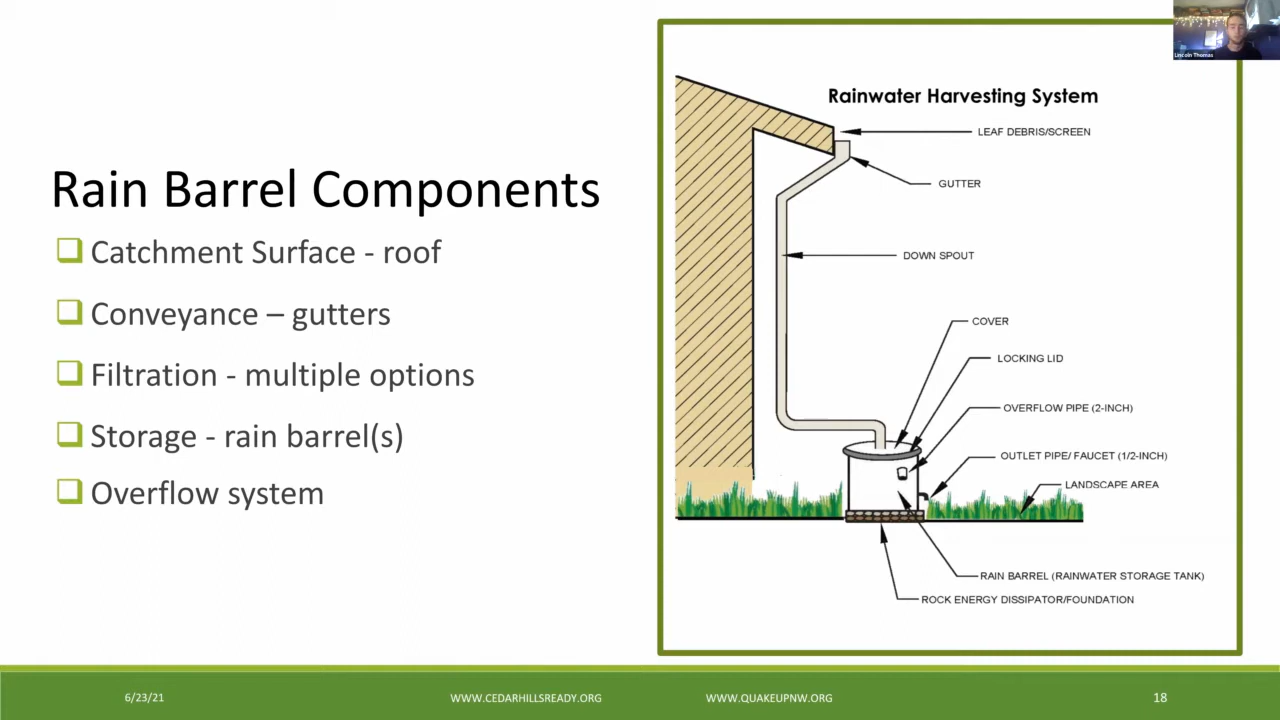 Lincoln Thomas
Rain Barrel Components
Catchment Surface - roof
Conveyance – gutters
Filtration - multiple options
Storage - rain barrel(s)
Overflow system
Rainwater Harvesting System
LEAF DEBRIS/SCREEN
GUTTER
DOWN SPOUT
COVER
LOCKING LID
OVERFLOW PIPE (2-INCH)
OUTLET PIPE/ FAUCET (1/2-INCH)
LANDSCAPE AREA
RAIN BARREL (RAINWATER STORAGE TANK)
ROCK ENERGY DISSIPATOR/FOUNDATION
6/23/21
WWW.CEDARHILLSREADY.ORG
WWW.QUAKEUPNW.ORG
18